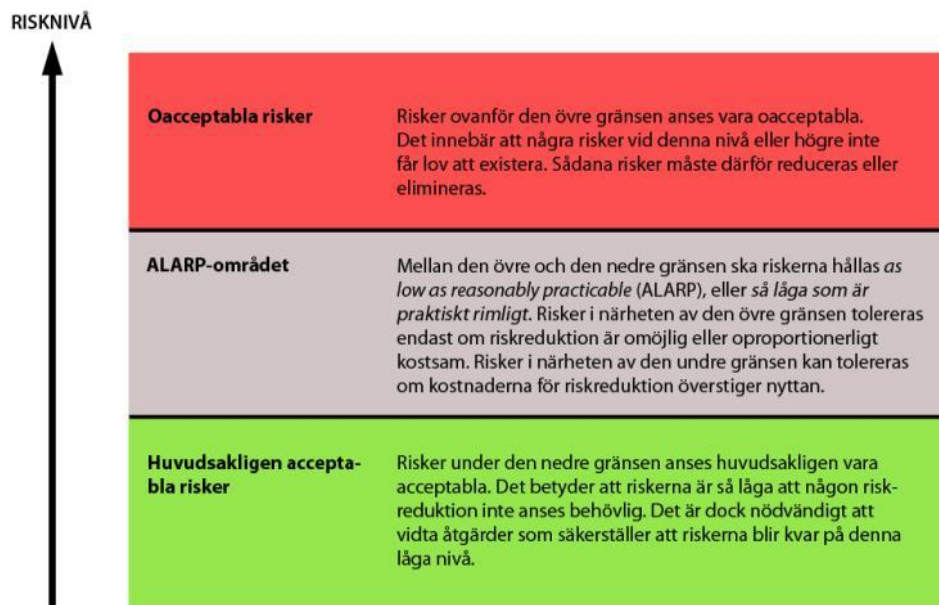 RISKNIVÅ
Oacceptabla risker
Risker ovanför den övre gränsen anses vara oacceptabla.
Det innebär att några risker vid denna nivå eller högre inte
får lov att existera. Sådana risker måste därför reduceras eller
elimineras.
ALARP-området
Mellan den övre och den nedre gränsen ska riskerna hållas as
low as reasonably practicable (ALARP), eller så låga som är
praktiskt rimligt. Risker i närheten av den övre gränsen tolereras
endast om riskreduktion är omöjlig eller oproportionerligt
kostsam. Risker i närheten av den undre gränsen kan tolereras
om kostnaderna för riskreduktion överstiger nyttan.
Huvudsakligen accepta-
bla risker
Risker under den nedre gränsen anses huvudsakligen vara
acceptabla. Det betyder att riskerna är så låga att någon risk-
reduktion inte anses behövlig. Det är dock nödvändigt att
vidta åtgärder som säkerställer att riskerna blir kvar på denna
låga nivå.